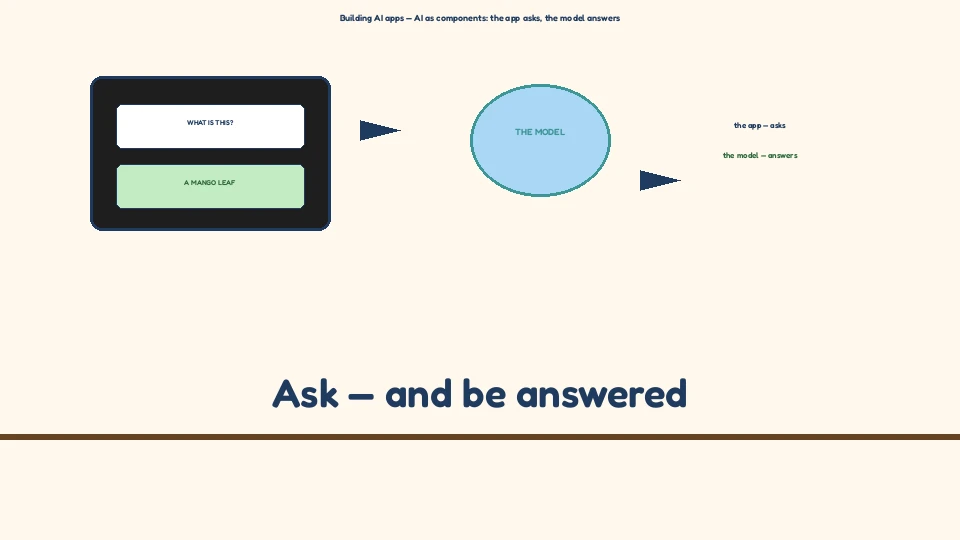 Building AI apps — AI as components: the app asks, the model answers
WHAT IS THIS?
A MANGO LEAF
THE MODEL
the app — asks
the model — answers
Ask — and be answered